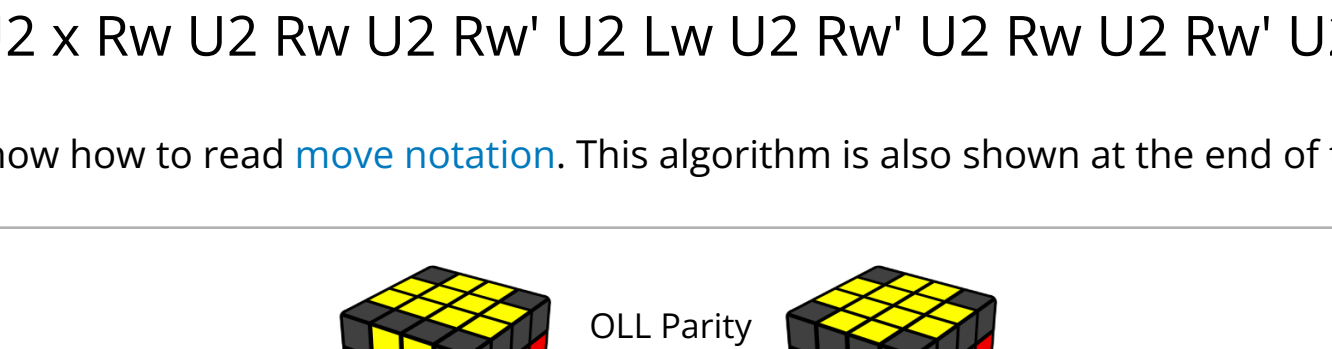 2 x Rw U2 Rw U2 Rw' U2 Lw U2 Rw' U2 Rw U2 Rw' U2
how to read move notation. This algorithm is also shown at the end of
OLL Parity